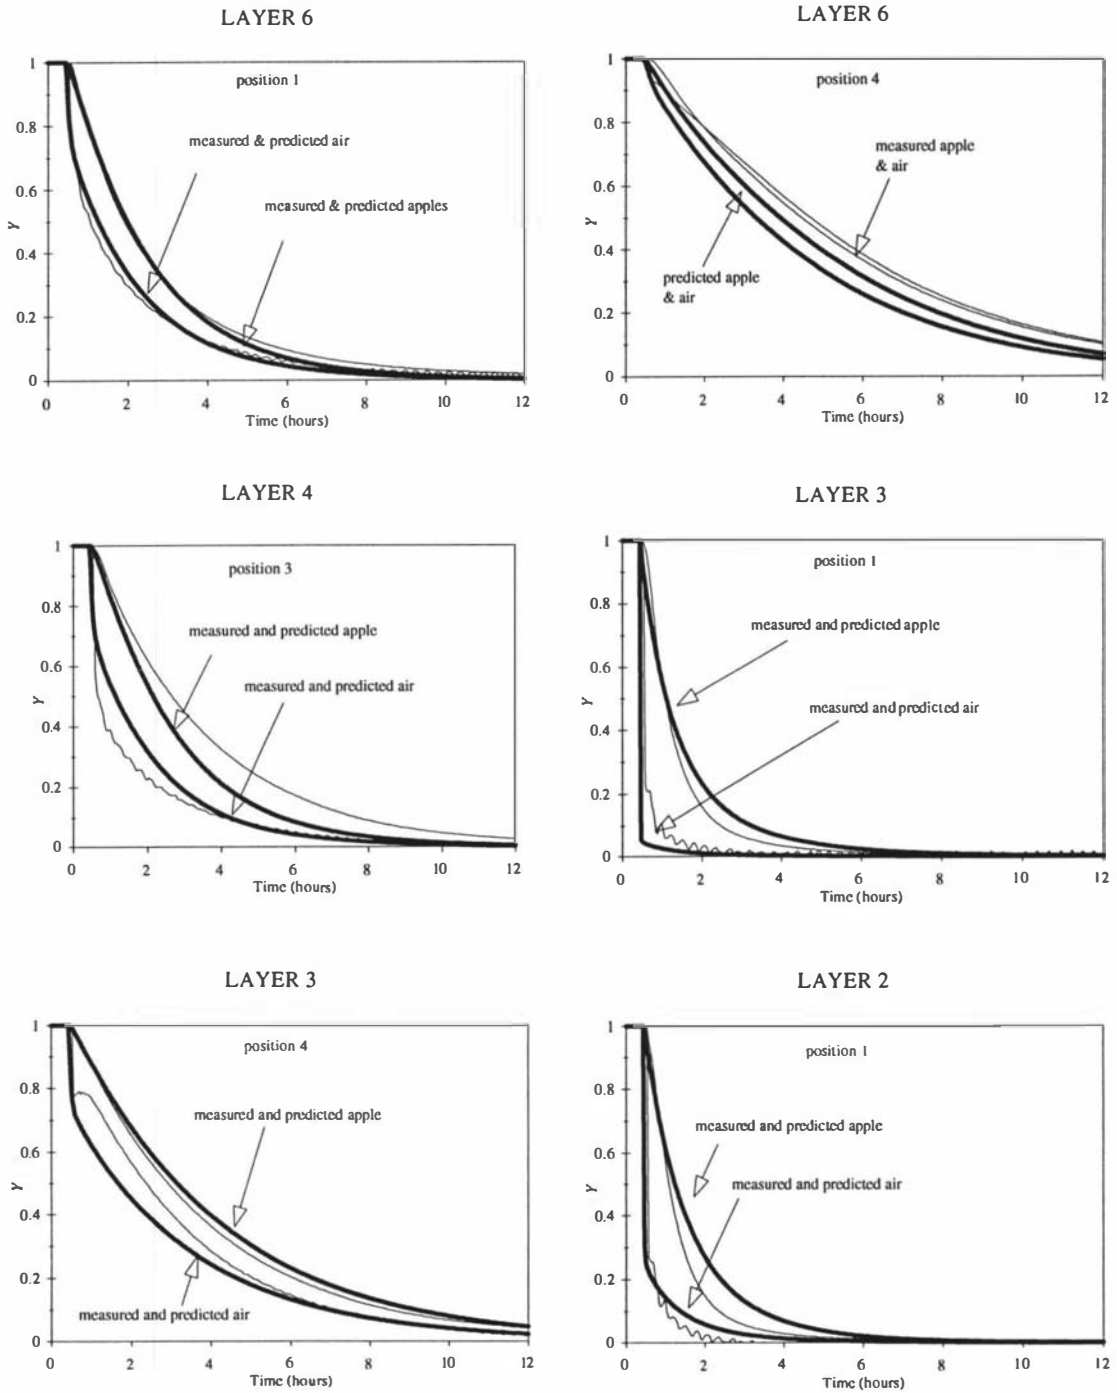 LAYER 6
1
position 1
0.8
measured & predicted air
0.6
measured & predicted apples
Y
0.4
0.2
0
0 2 4 6 8 10 12
Time (hours)
LAYER 6
1
position 4
0.8
measured apple
& air
0.6
Y
0.4
predicted apple
& air
0.2
0
0 2 4 6 8 10 12
Time (hours)
LAYER 4
1
position 3
0.8
measured and predicted apple
0.6
measured and predicted air
Y
0.4
0.2
0
0 2 4 6 8 10 12
Time (hours)
LAYER 3
1
position 1
0.8
measured and predicted apple
0.6
measured and predicted air
Y
0.4
0.2
0
0 2 4 6 8 10 12
Time (hours)
LAYER 3
1
position 4
0.8
measured and predicted apple
0.6
Y
0.4
0.2
measured and predicted air
0
0 2 4 6 8 10 12
Time (hours)
LAYER 2
1
position 1
0.8
measured and predicted apple
0.6
measured and predicted air
Y
0.4
0.2
0
0 2 4 6 8 10 12
Time (hours)